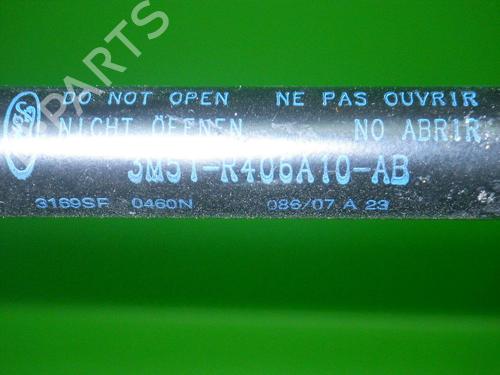 PARTS
DO NOT OPEN NE PAS OUVRIR
Ford NICHT ÖFFNEN NO ABRIR
3M51-R406A10-AB
3169SF 0460N 086/07 A 23